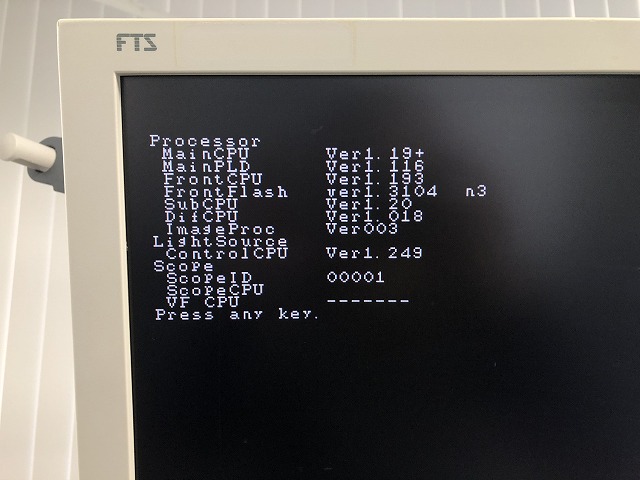 FTS
Processor
MainCPU Ver1.19+
MainPLD Ver1.116
FrontCPU Ver1.193
FrontFlash ver1.3104 n3
SubCPU Ver1.20
DifCPU Ver1.018
ImageProc Ver003
LightSource
ControlCPU Ver1.249
Scope
ScopeID 00001
ScopeCPU
VF CPU -------
Press any key.